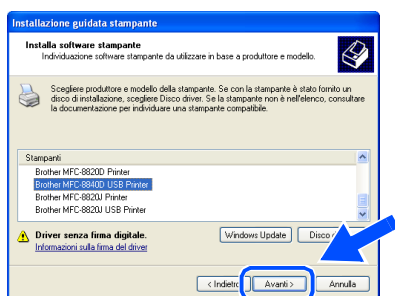 Installazione guidata stampante
Installa software stampante
Individuazione software stampante da utilizzare in base a produttore e modello.
Scegliere produttore e modello della stampante. Se con la stampante è stato fornito un
disco di installazione, scegliere Disco driver. Se la stampante non è nell'elenco, consultare
la documentazione per individuare una stampante compatibile.
Stampanti
Brother MFC-8820D Printer
Brother MFC-8840D USB Printer
Brother MFC-8820J Printer
Brother MFC-8820J USB Printer
Driver senza firma digitale.
Windows Update
Disco
Informazioni sulla firma del driver
< Indietro
Avanti >
Annulla